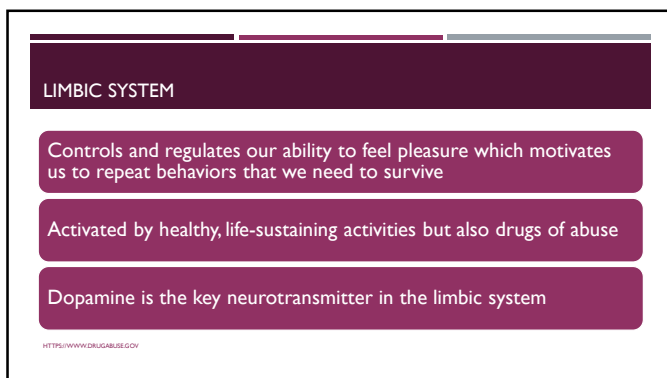 LIMBIC SYSTEM
Controls and regulates our ability to feel pleasure which motivates
us to repeat behaviors that we need to survive
Activated by healthy, life-sustaining activities but also drugs of abuse
Dopamine is the key neurotransmitter in the limbic system
HTTPS://WWW.DRUGABUSE.GOV